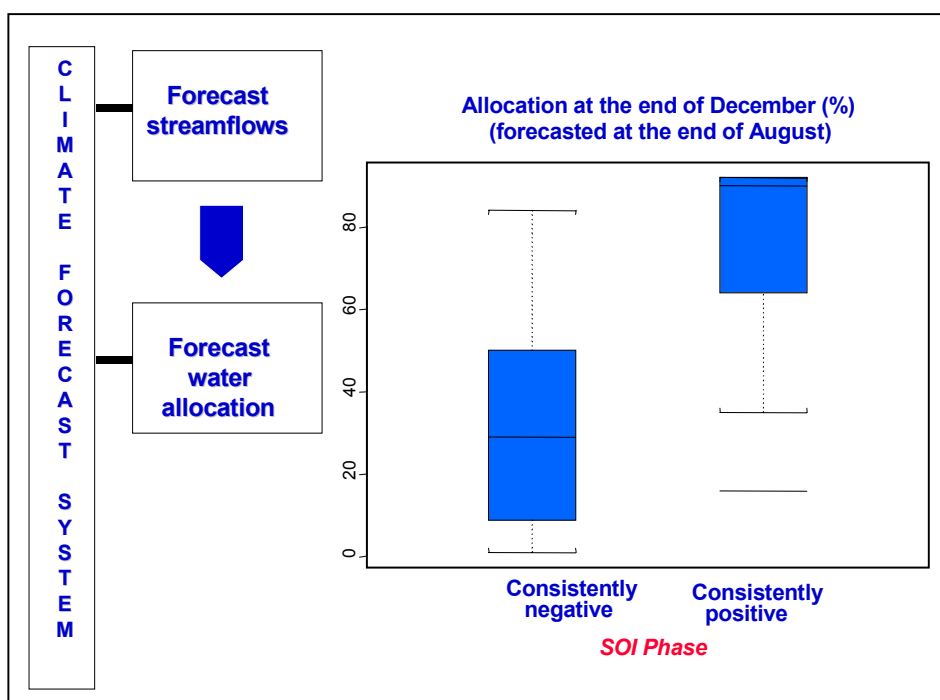 CLIMATE FORECAST SYSTEM
Forecast
streamflows
Forecast
water
allocation
Allocation at the end of December (%)
(forecasted at the end of August)
80
60
40
20
0
Consistently
negative
Consistently
positive
SOI Phase